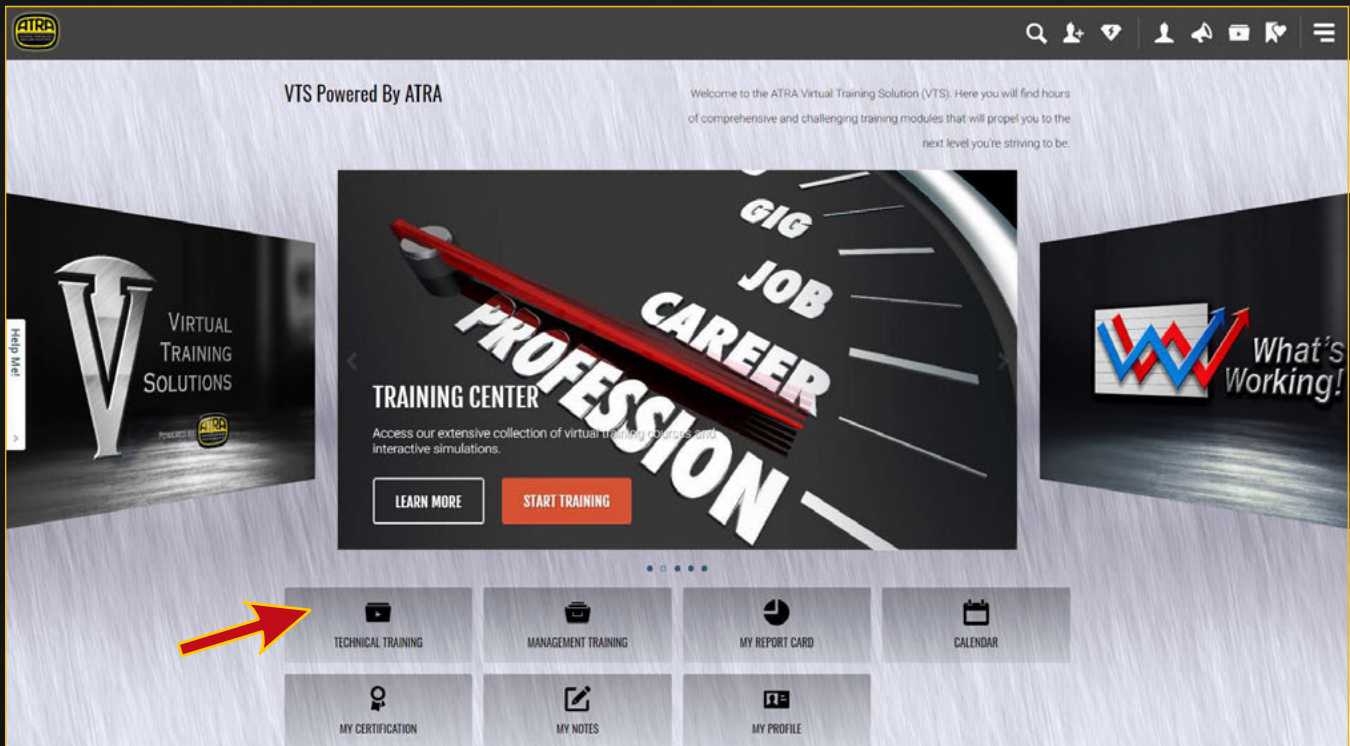 ATRA
VTS Powered By ATRA
Welcome to the ATRA Virtual Training Solution (VTS). Here you will find hours
of comprehensive and challenging training modules that will propel you to the
next level you're striving to be.
Help Me!
VIRTUAL
TRAINING
SOLUTIONS
POWERED BY
ATRA
GIG
JOB
CAREER
PROFESSION
TRAINING CENTER
Access our extensive collection of virtual training courses and
interactive simulations.
LEARN MORE
START TRAINING
What's
Working!
TECHNICAL TRAINING
MANAGEMENT TRAINING
MY REPORT CARD
CALENDAR
MY CERTIFICATION
MY NOTES
MY PROFILE